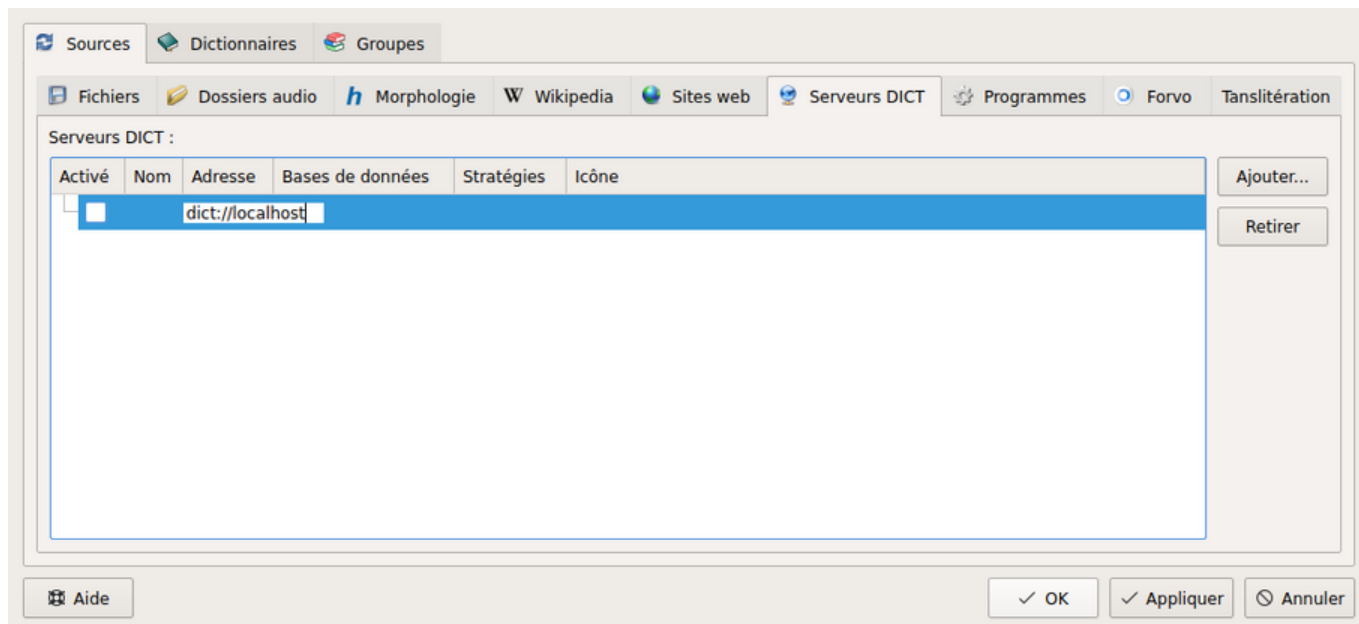 Sources Dictionnaires Groupes
Fichiers Dossiers audio h Morphologie W Wikipedia Sites web Serveurs DICT Programmes Forvo Tanslitération
Serveurs DICT :
Activé Nom Adresse Bases de données Stratégies Icône Ajouter...
dict://localhost
Retirer
Aide OK Appliquer Annuler